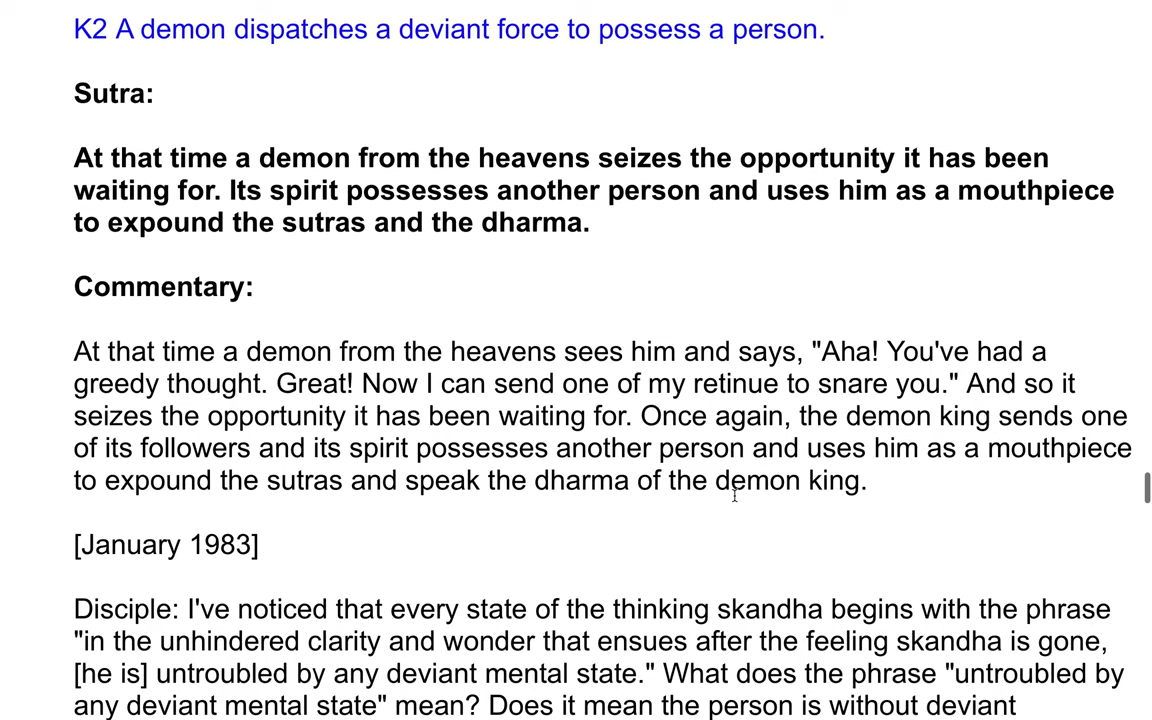 K2 A demon dispatches a deviant force to possess a person.
Sutra:
At that time a demon from the heavens seizes the opportunity it has been
waiting for. Its spirit possesses another person and uses him as a mouthpiece
to expound the sutras and the dharma.
Commentary:
At that time a demon from the heavens sees him and says, "Aha! You've had a
greedy thought. Great! Now I can send one of my retinue to snare you." And so it
seizes the opportunity it has been waiting for. Once again, the demon king sends one
of its followers and its spirit possesses another person and uses him as a mouthpiece
to expound the sutras and speak the dharma of the demon king.
[January 1983]
Disciple: I've noticed that every state of the thinking skandha begins with the phrase
"in the unhindered clarity and wonder that ensues after the feeling skandha is gone,
[he is] untroubled by any deviant mental state." What does the phrase "untroubled by
any deviant mental state" mean? Does it mean the person is without deviant